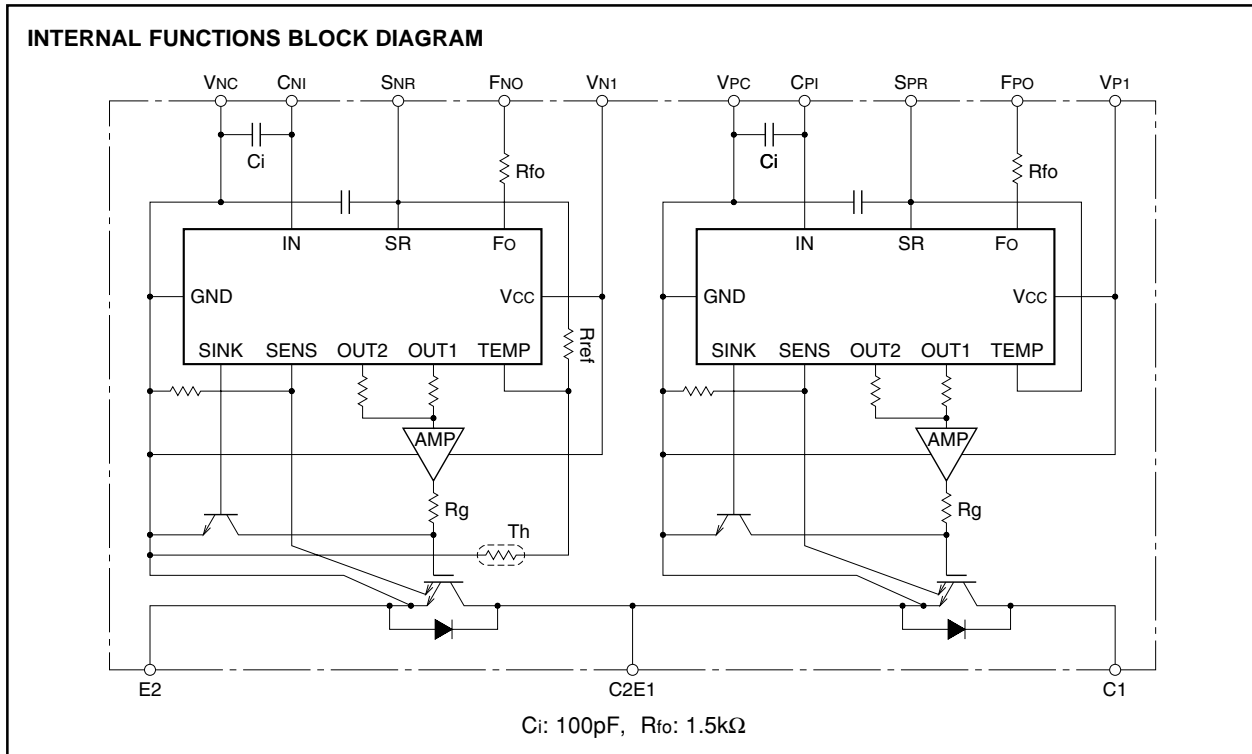 INTERNAL FUNCTIONS BLOCK DIAGRAM
VNC CNI SNR FNO VN1 VPC CPI SPR FPO VP1
Ci Ci
Rfo Rfo
IN SR FO IN SR FO
GND VCC GND VCC
Rref
SINK SENS OUT2 OUT1 TEMP SINK SENS OUT2 OUT1 TEMP
AMP AMP
Rg Rg
Th
E2 C2E1 C1
Ci: 100pF, Rfo: 1.5kΩ